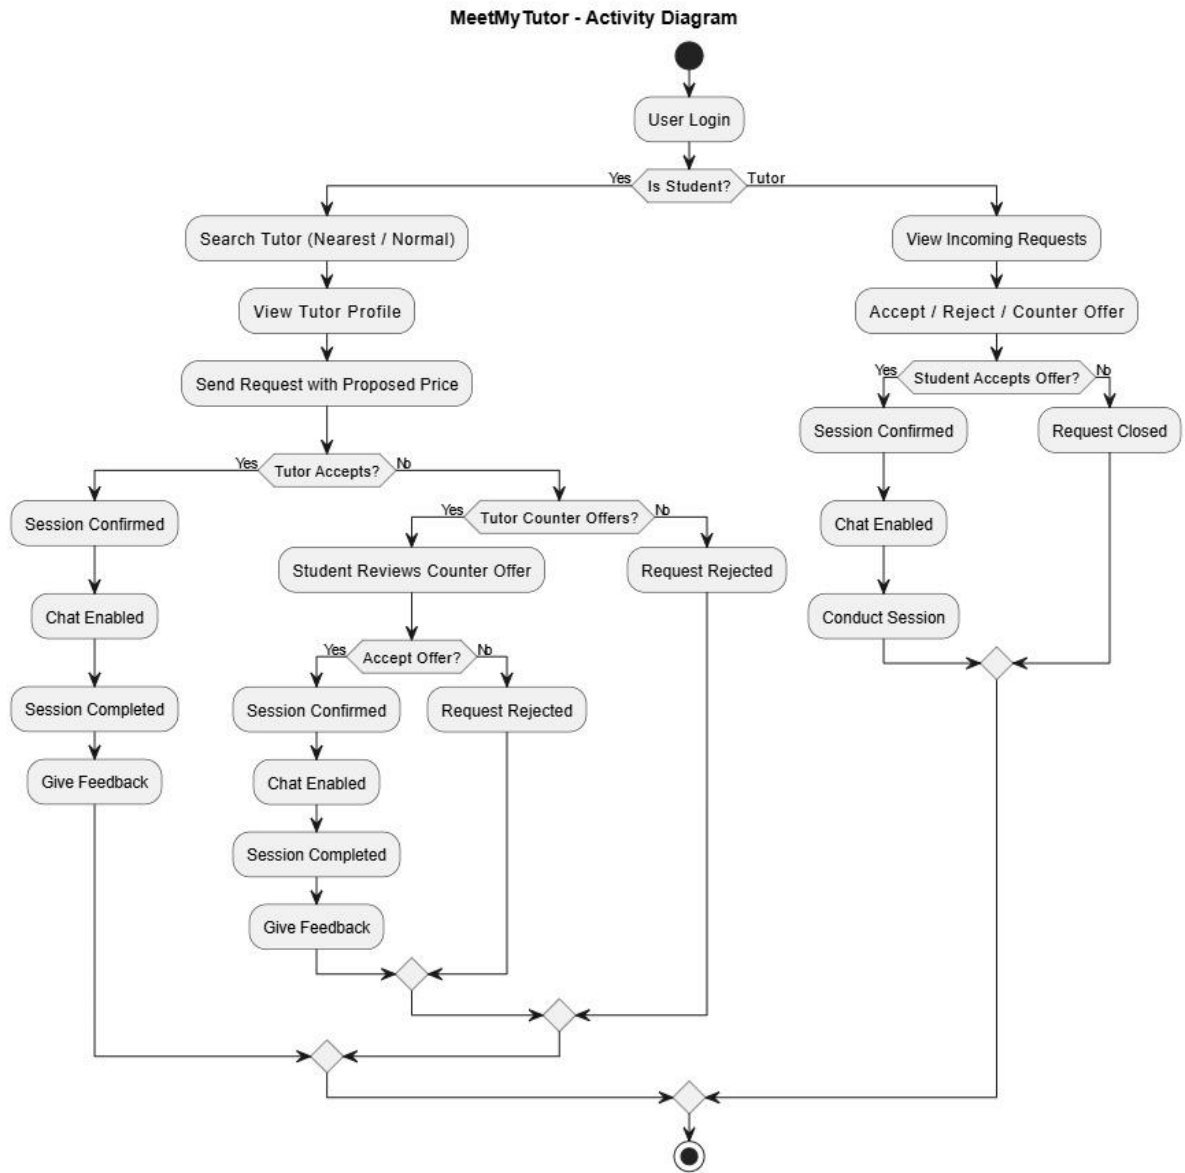 MeetMyTutor - Activity Diagram
User Login
Is Student?
Yes
Tutor
Search Tutor (Nearest / Normal)
View Tutor Profile
Send Request with Proposed Price
Tutor Accepts?
Yes
No
Session Confirmed
Chat Enabled
Session Completed
Give Feedback
Tutor Counter Offers?
Yes
No
Student Reviews Counter Offer
Accept Offer?
Yes
No
Session Confirmed
Chat Enabled
Session Completed
Give Feedback
Request Rejected
Request Rejected
View Incoming Requests
Accept / Reject / Counter Offer
Student Accepts Offer?
Yes
No
Session Confirmed
Chat Enabled
Conduct Session
Request Closed